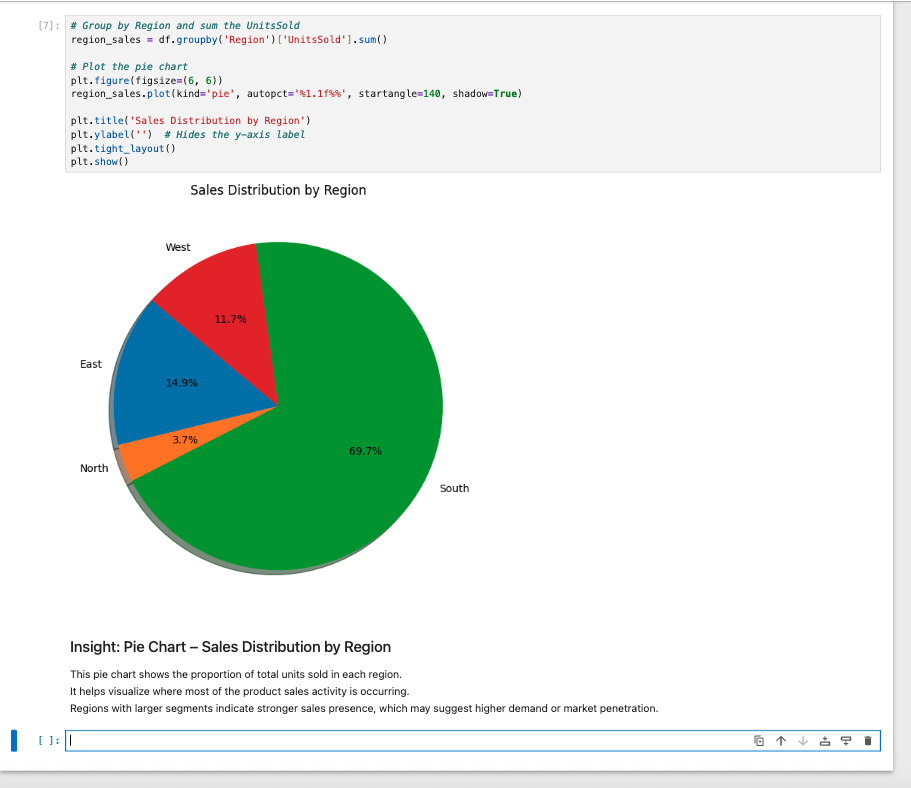 [7]: # Group by Region and sum the UnitsSold
region_sales = df.groupby('Region')['UnitsSold'].sum()
# Plot the pie chart
plt.figure(figsize=(6, 6))
region_sales.plot(kind='pie', autopct='%1.1f%%', startangle=140, shadow=True)
plt.title('Sales Distribution by Region')
plt.ylabel('')  # Hides the y-axis label
plt.tight_layout()
plt.show()
Sales Distribution by Region
West
11.7%
East
14.9%
3.7%
69.7%
North
South
Insight: Pie Chart – Sales Distribution by Region
This pie chart shows the proportion of total units sold in each region.
It helps visualize where most of the product sales activity is occurring.
Regions with larger segments indicate stronger sales presence, which may suggest higher demand or market penetration.
[ ]: